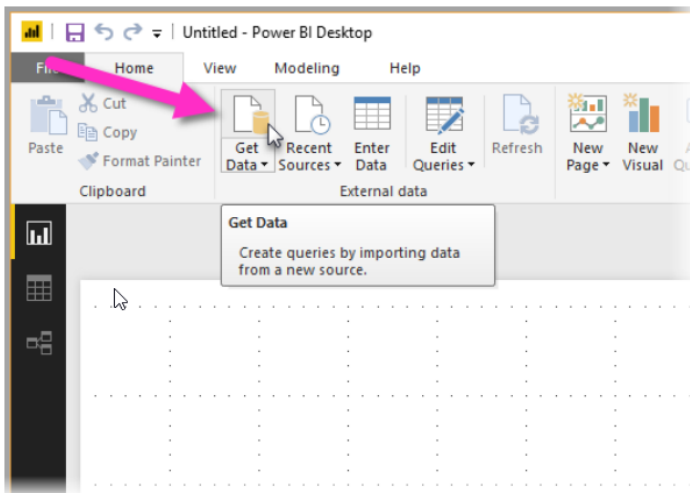 Untitled - Power BI Desktop
File Home View Modeling Help
Paste
Cut
Copy
Format Painter
Clipboard
Get Data
Recent Sources
Enter Data
Edit Queries
External data
Refresh
New Page
New Visual
Get Data
Create queries by importing data
from a new source.